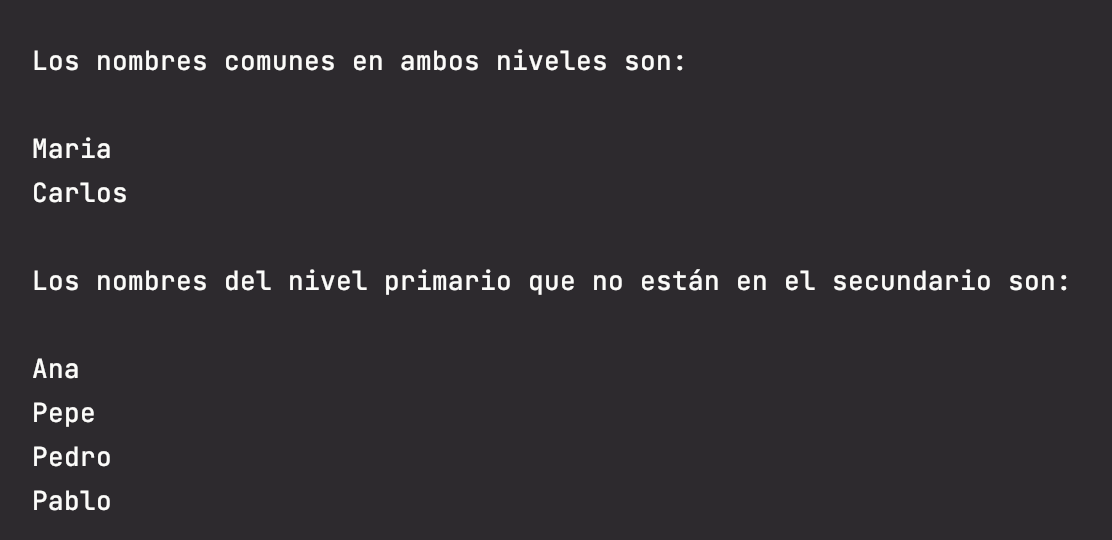 Los nombres comunes en ambos niveles son:
Maria
Carlos
Los nombres del nivel primario que no están en el secundario son:
Ana
Pepe
Pedro
Pablo